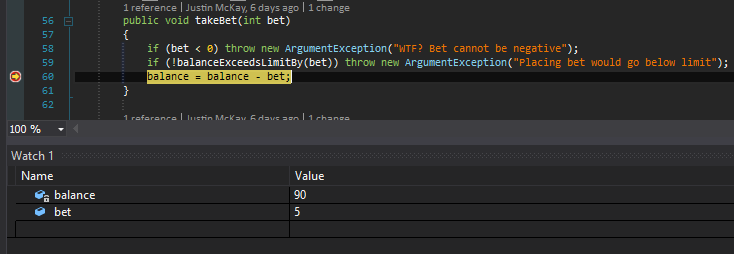 1 reference | Justin McKay, 6 days ago | 1 change
56 public void takeBet(int bet)
57 {
58 if (bet < 0) throw new ArgumentException("WTF? Bet cannot be negative");
59 if (!balanceExceedsLimitBy(bet)) throw new ArgumentException("Placing bet would go below limit");
60 balance = balance - bet;
61 }
62
1 reference | Justin McKay, 6 days ago | 1 change
100 %
Watch 1
Name Value
balance 90
bet 5